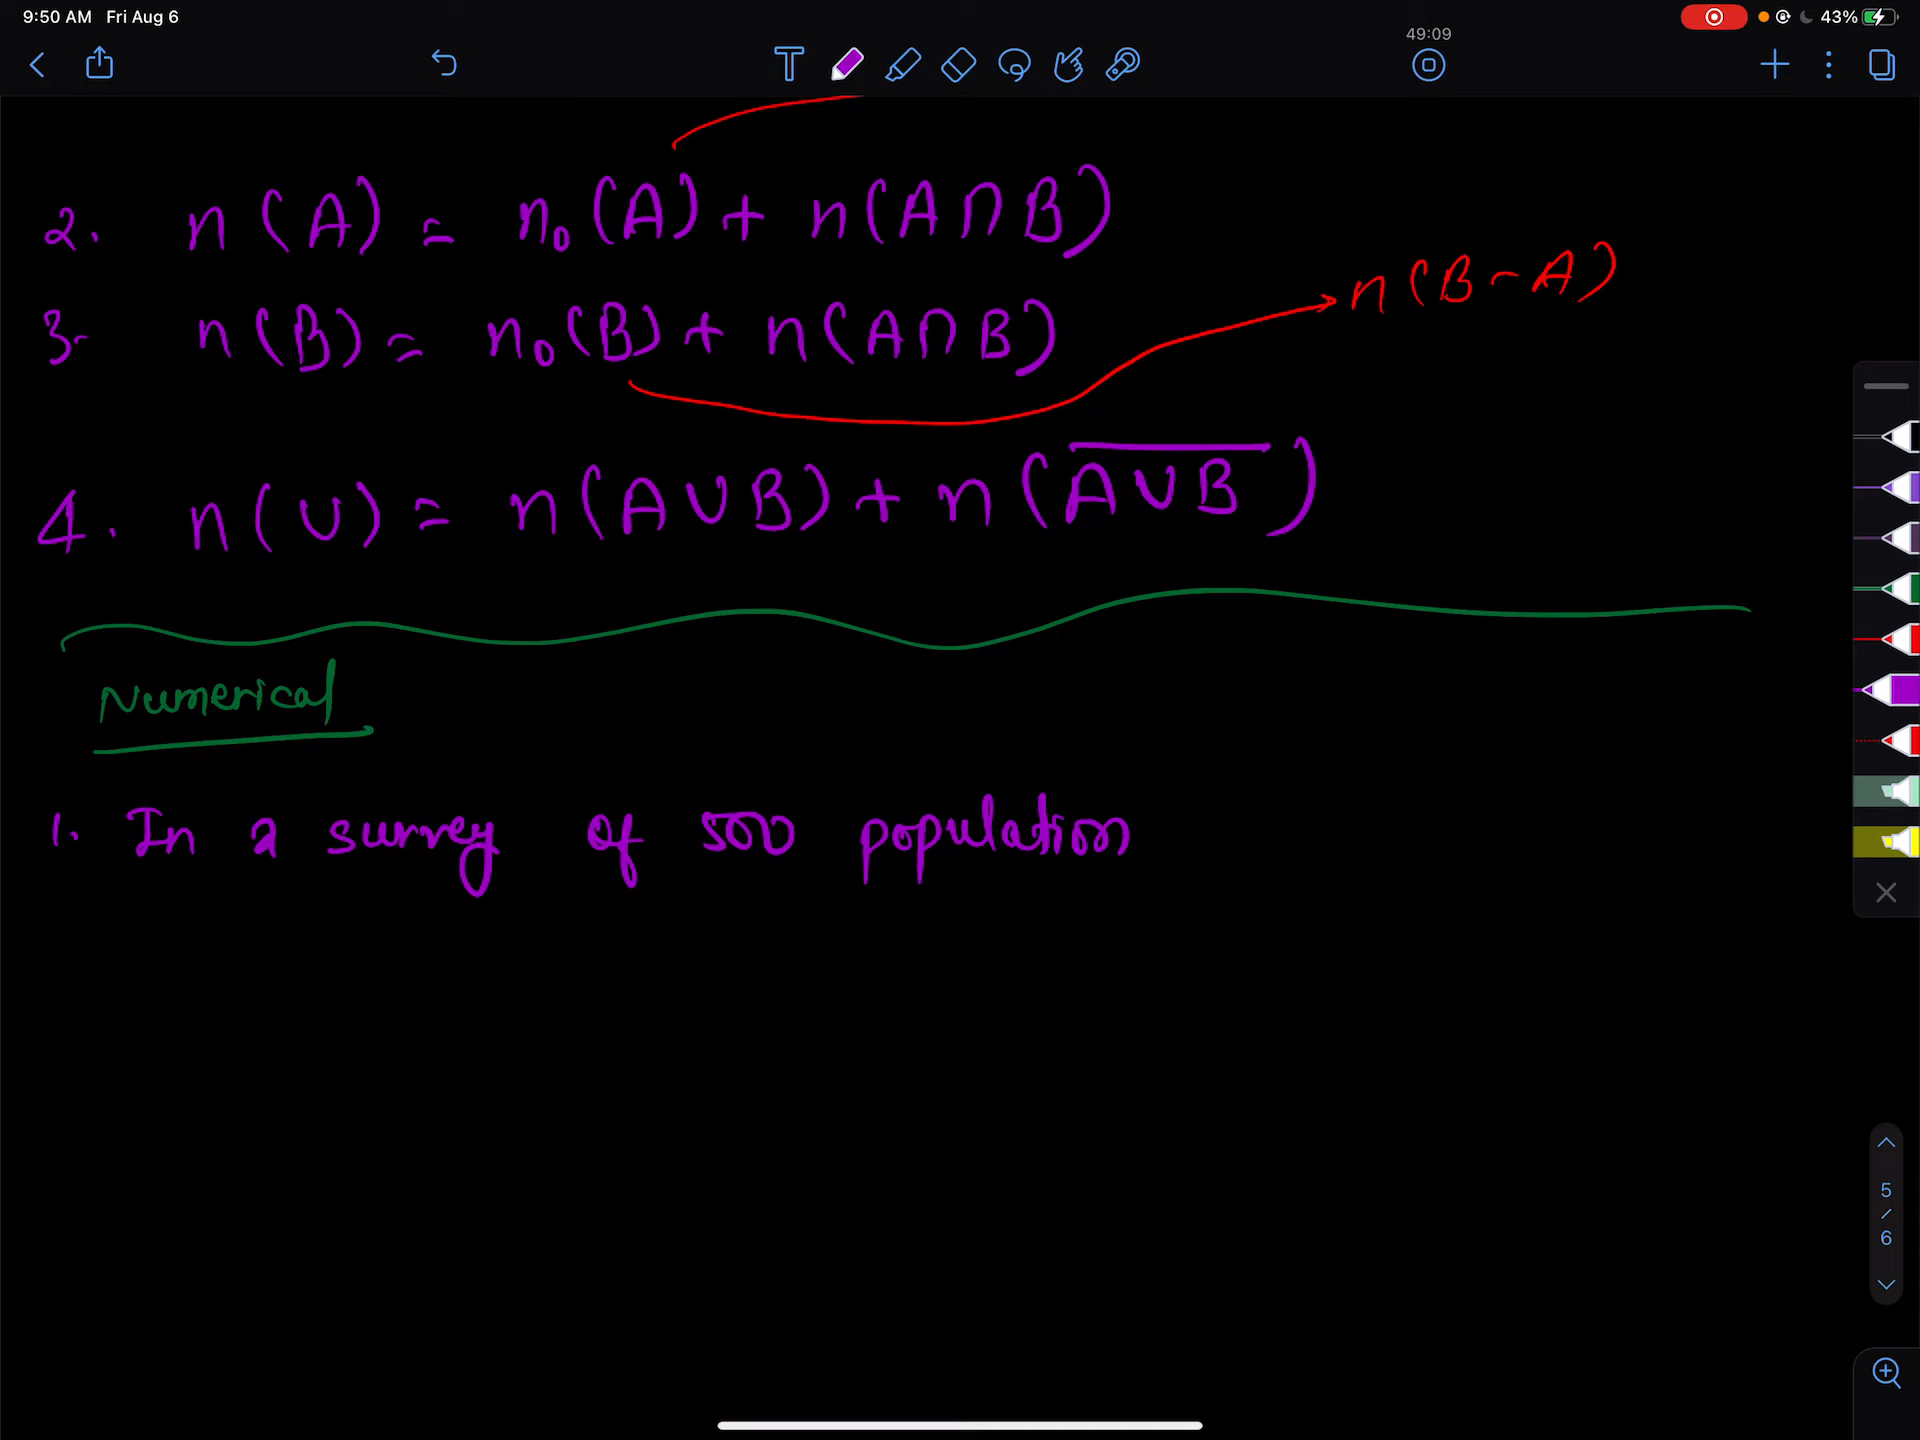 9:50 AM Fri Aug 6
43%
49:09
2. n(A) = n₀(A) + n(A∩B)
n(B-A)
3- n(B) = n₀(B) + n(A∩B)
4. n(U) = n(A∪B) + n(A̅∪̅B̅)
Numerical
1. In a survey of 500 population
5
/
6